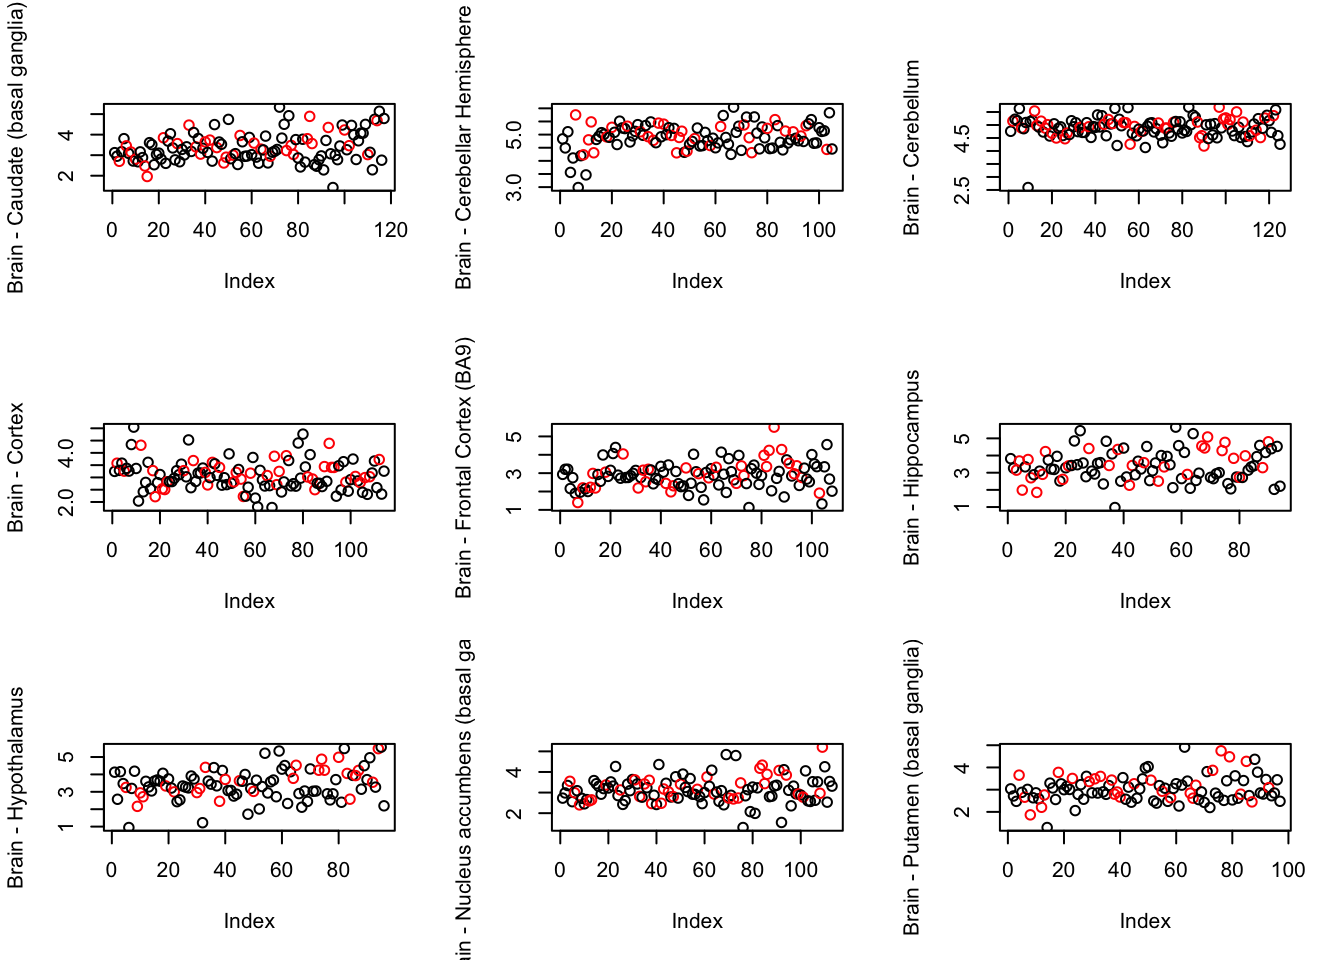 Brain - Caudate (basal ganglia)
2 4
0 20 40 60 80 120
Index
Brain - Cerebellar Hemisphere
3.0 5.0
0 20 40 60 80 100
Index
Brain - Cerebellum
2.5 4.5
0 20 40 60 80 120
Index
Brain - Cortex
2.0 4.0
0 20 40 60 80 100
Index
Brain - Frontal Cortex (BA9)
1 3 5
0 20 40 60 80 100
Index
Brain - Hippocampus
1 3 5
0 20 40 60 80
Index
Brain - Hypothalamus
1 3 5
0 20 40 60 80
Index
ain - Nucleus accumbens (basal ga
2 4
0 20 40 60 80 100
Index
Brain - Putamen (basal ganglia)
2 4
0 20 40 60 80 100
Index